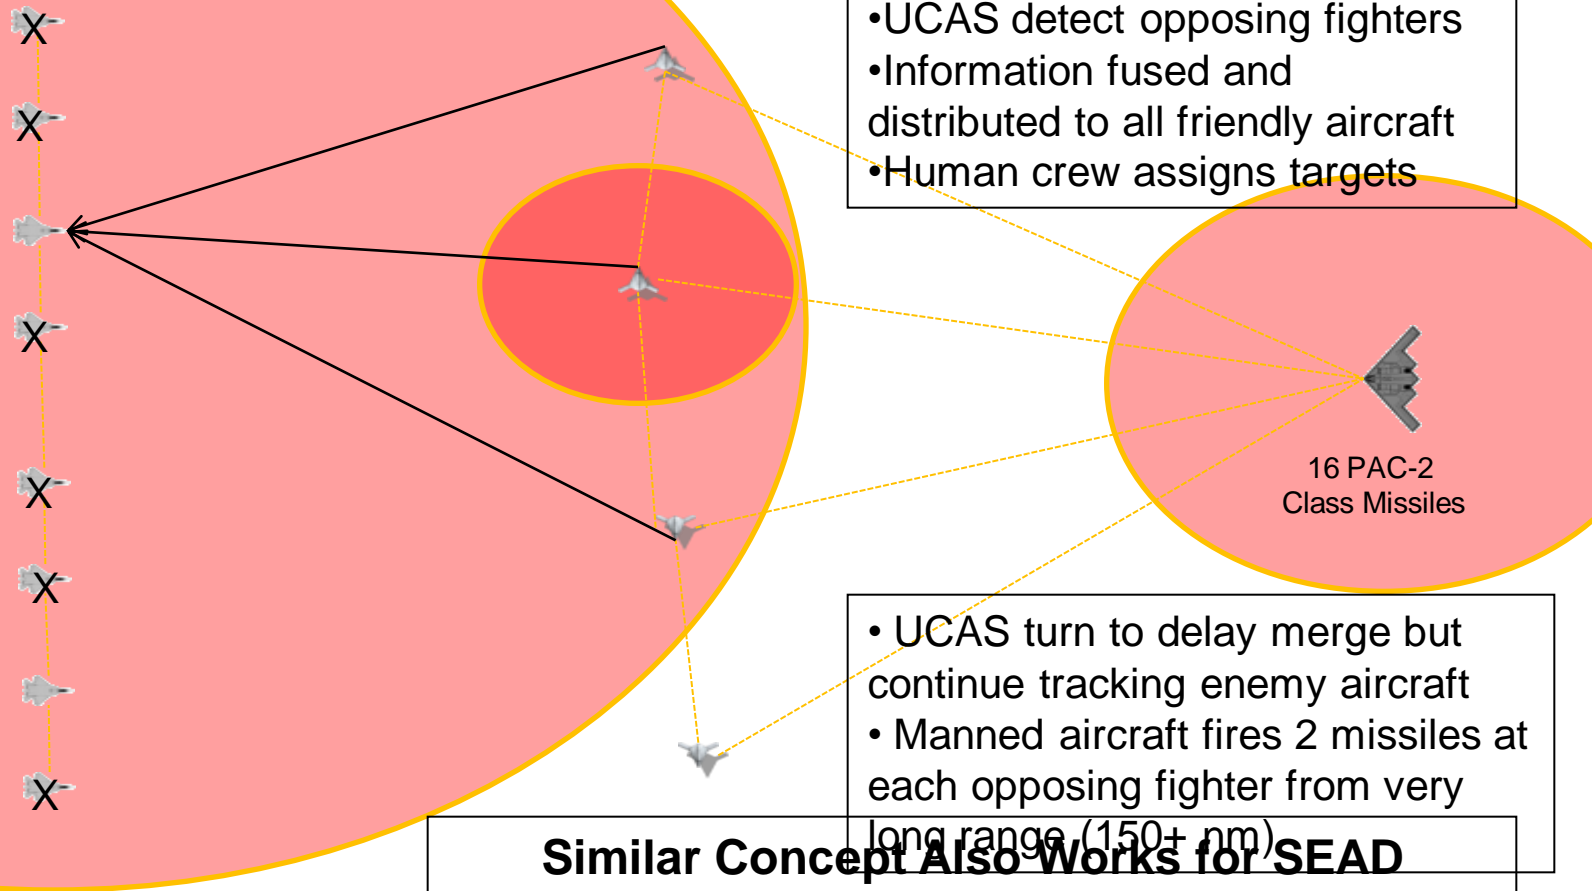 •UCAS detect opposing fighters
•Information fused and
distributed to all friendly aircraft
•Human crew assigns targets
X
X
X
X
X
X
16 PAC-2
Class Missiles
• UCAS turn to delay merge but
continue tracking enemy aircraft
• Manned aircraft fires 2 missiles at
each opposing fighter from very
long range (150+ nm)
Similar Concept Also Works for SEAD